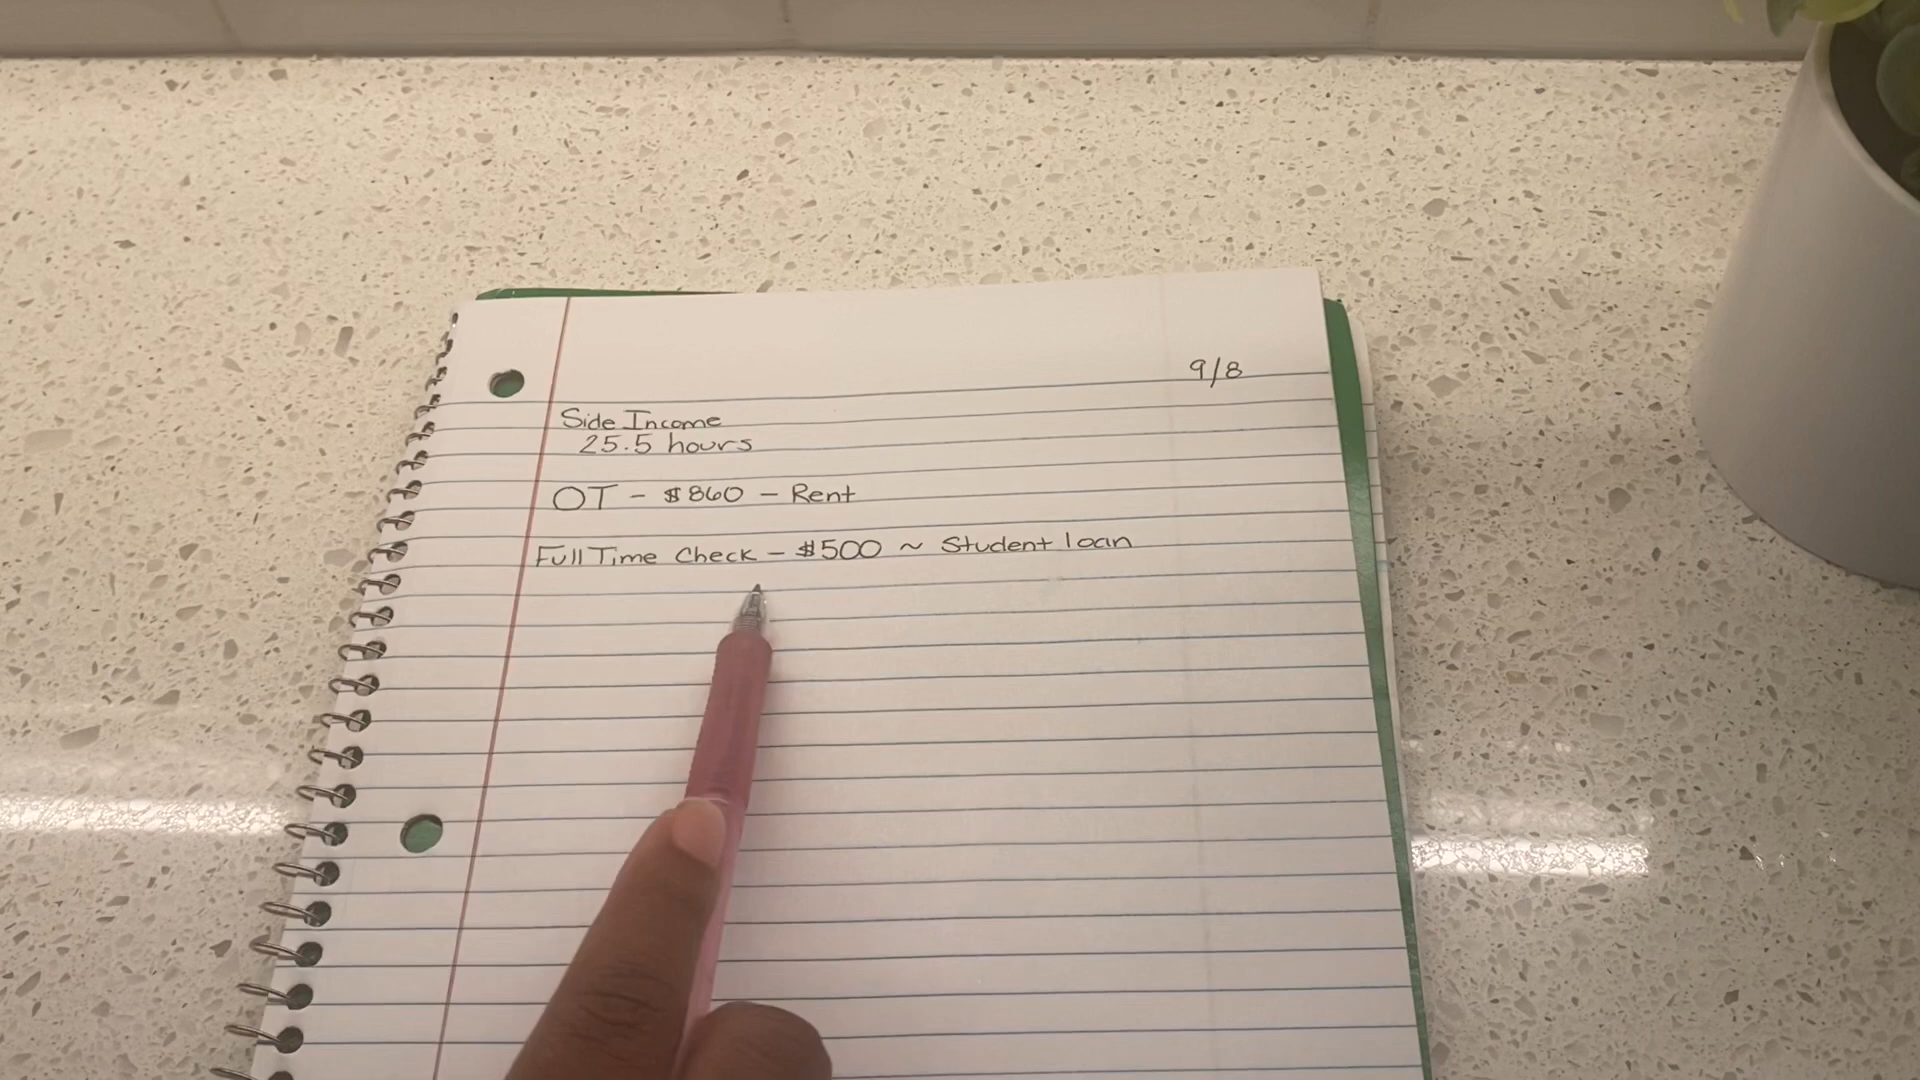 9/8
Side Income
25.5 hours
OT - $860 - Rent
Full Time Check - $500 ~ Student loan